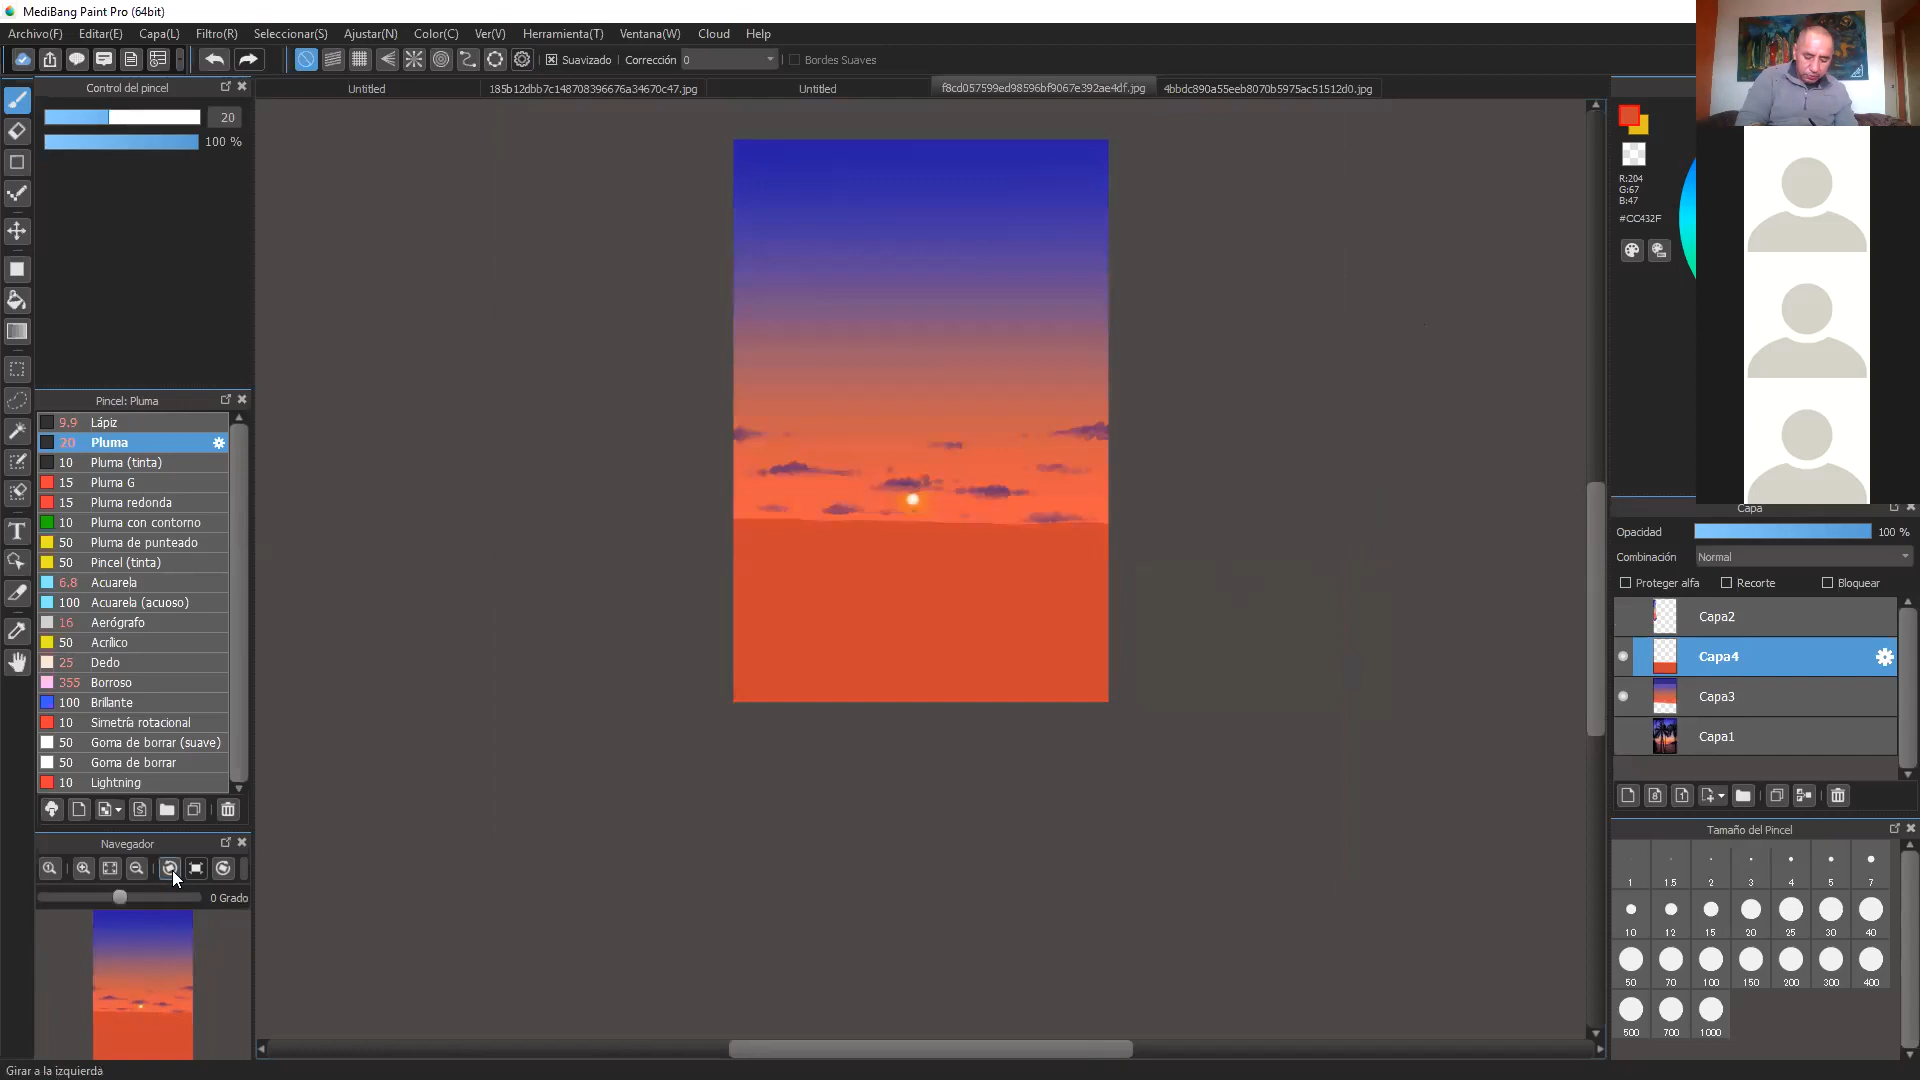 MediBang Paint Pro (64bit)
Archivo(F) Editar(E) Capa(L) Filtro(R) Seleccionar(S) Ajustar(N) Color(C) Ver(V) Herramienta(T) Ventana(W) Cloud Help
Suavizado Corrección 0 Bordes Suaves
Control del pincel
Untitled 185b12dbb7c148708396676a34670c47.jpg Untitled f8cd057599ed98596bf9067e392ae4df.jpg 4bbdc890a55eeb8070b5975ac51512d0.jpg
20
100 %
R:204
G:67
B:47
#CC432F
Pincel: Pluma
9.9 Lápiz
20 Pluma
10 Pluma (tinta)
15 Pluma G
15 Pluma redonda
10 Pluma con contorno
50 Pluma de punteado
50 Pincel (tinta)
6.8 Acuarela
100 Acuarela (acuoso)
16 Aerógrafo
50 Acrílico
25 Dedo
355 Borroso
100 Brillante
10 Simetría rotacional
50 Goma de borrar (suave)
50 Goma de borrar
10 Lightning
Capa
Opacidad 100 %
Combinación Normal
Proteger alfa Recorte Bloquear
Capa2
Capa4
Capa3
Capa1
Navegador
0 Grado
Tamaño del Pincel
1 1.5 2 3 4 5 7
10 12 15 20 25 30 40
50 70 100 150 200 300 400
500 700 1000
Girar a la izquierda